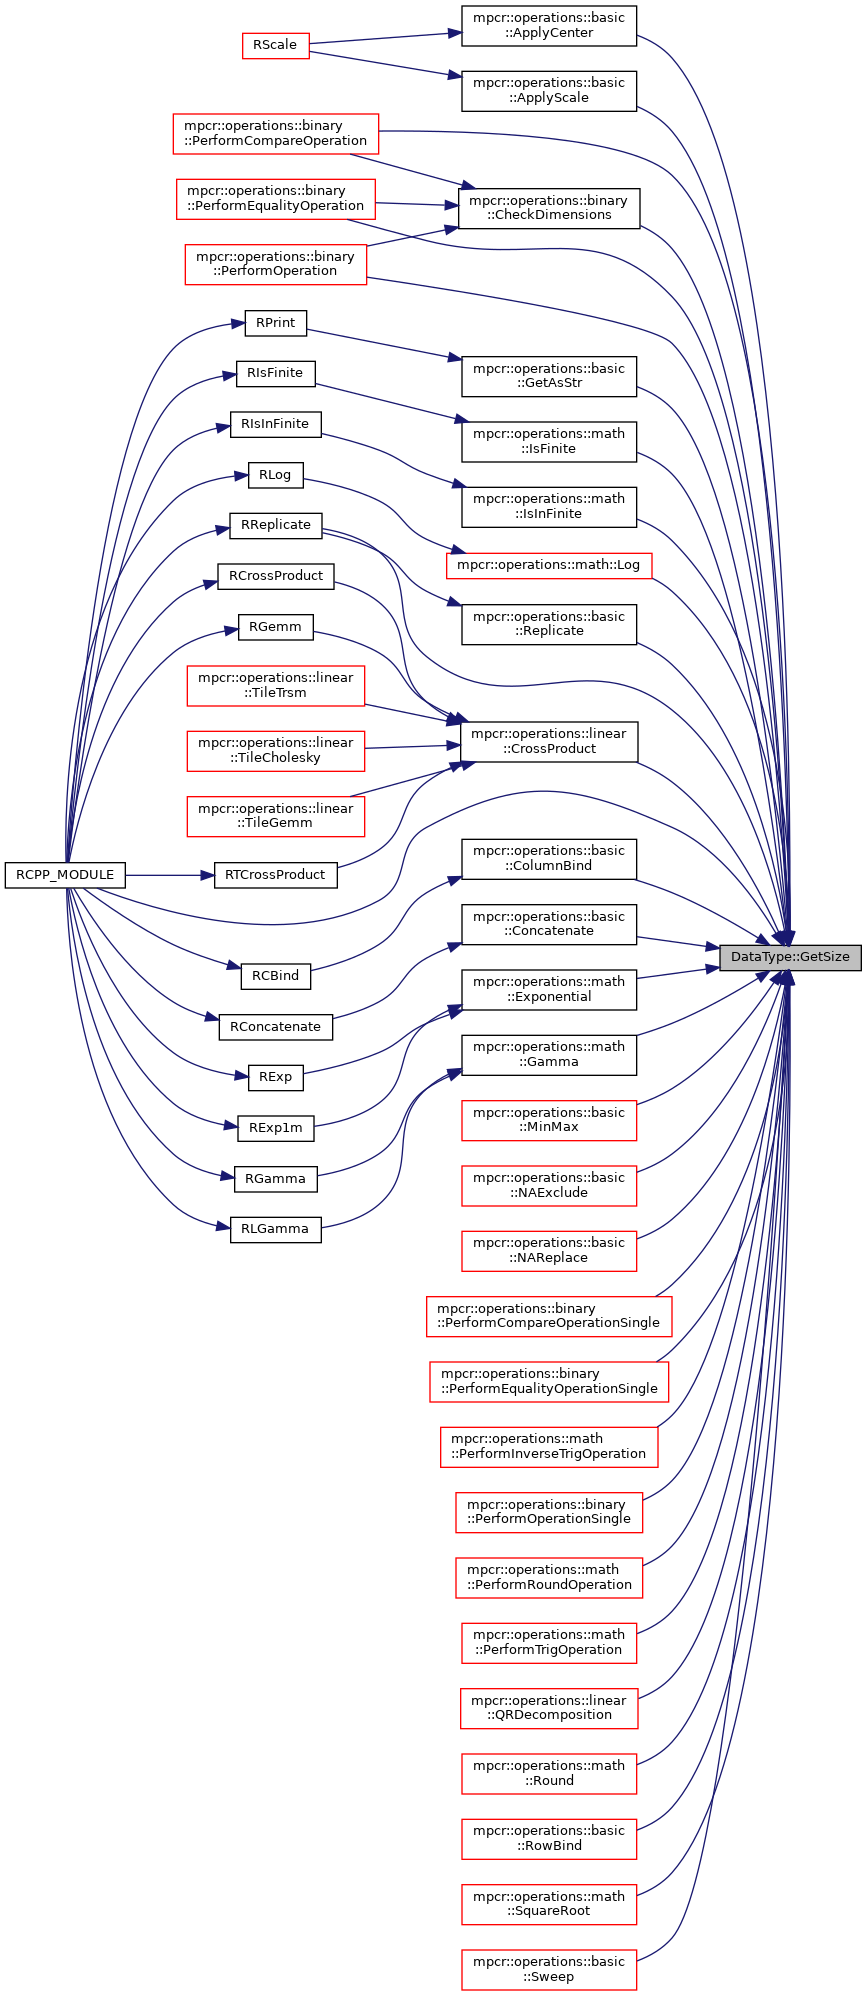 mpcr::operations::basic
::ApplyCenter
RScale
mpcr::operations::basic
::ApplyScale
mpcr::operations::binary
::PerformCompareOperation
mpcr::operations::binary
::PerformEqualityOperation
mpcr::operations::binary
::CheckDimensions
mpcr::operations::binary
::PerformOperation
RPrint
mpcr::operations::basic
::GetAsStr
RIsFinite
mpcr::operations::math
::IsFinite
RIsInFinite
mpcr::operations::math
::IsInFinite
RLog
mpcr::operations::math::Log
RReplicate
mpcr::operations::basic
::Replicate
RCrossProduct
RGemm
mpcr::operations::linear
::TileTrsm
mpcr::operations::linear
::CrossProduct
mpcr::operations::linear
::TileCholesky
mpcr::operations::linear
::TileGemm
RCPP_MODULE
RTCrossProduct
mpcr::operations::basic
::ColumnBind
mpcr::operations::basic
::Concatenate
DataType::GetSize
RCBind
mpcr::operations::math
::Exponential
RConcatenate
mpcr::operations::math
::Gamma
RExp
RExp1m
mpcr::operations::basic
::MinMax
RGamma
mpcr::operations::basic
::NAExclude
RLGamma
mpcr::operations::basic
::NAReplace
mpcr::operations::binary
::PerformCompareOperationSingle
mpcr::operations::binary
::PerformEqualityOperationSingle
mpcr::operations::math
::PerformInverseTrigOperation
mpcr::operations::binary
::PerformOperationSingle
mpcr::operations::math
::PerformRoundOperation
mpcr::operations::math
::PerformTrigOperation
mpcr::operations::linear
::QRDecomposition
mpcr::operations::math
::Round
mpcr::operations::basic
::RowBind
mpcr::operations::math
::SquareRoot
mpcr::operations::basic
::Sweep